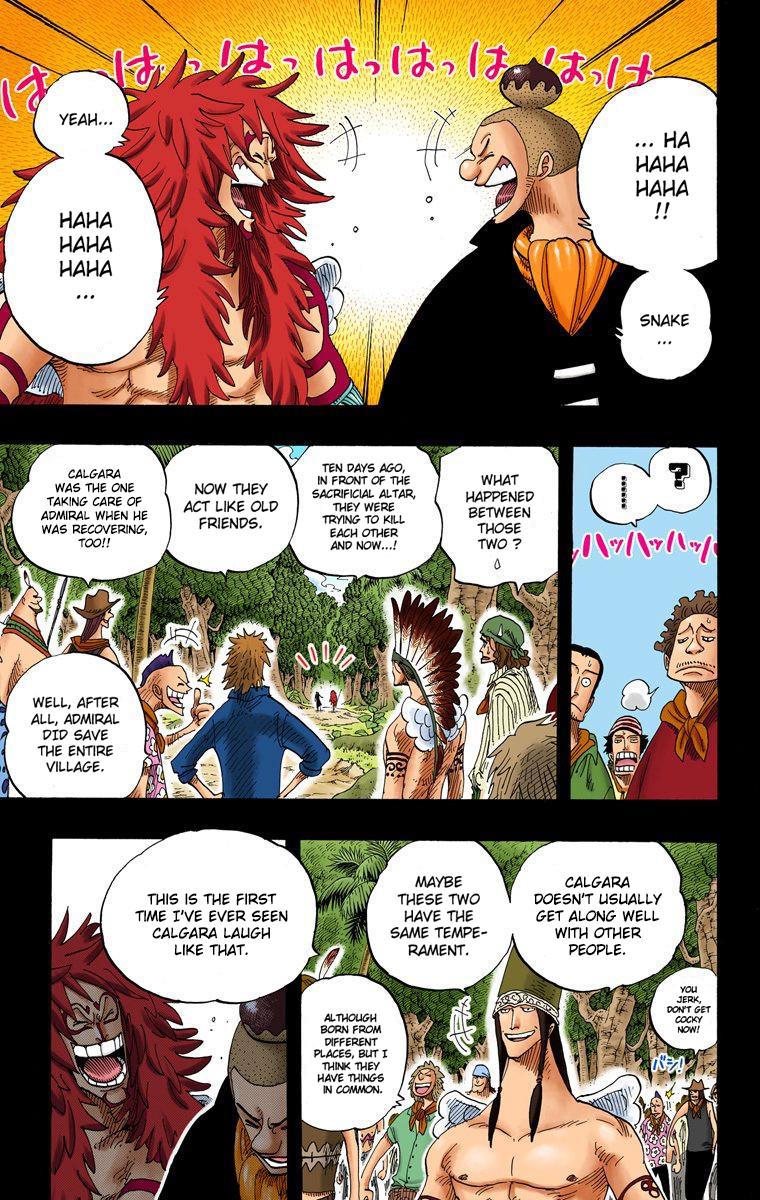 はっはっはっはっはっはっはっけ
... HA
HAHA
HAHA
!!
SNAKE
...
YEAH...
HAHA
HAHA
HAHA
...
?
!!!!!
ハッハッハッハッ
WHAT
HAPPENED
BETWEEN
THOSE
TWO ?
TEN DAYS AGO,
IN FRONT OF THE
SACRIFICIAL ALTAR,
THEY WERE
TRYING TO KILL
EACH OTHER
AND NOW...!
NOW THEY
ACT LIKE OLD
FRIENDS.
CALGARA
WAS THE ONE
TAKING CARE OF
ADMIRAL WHEN HE
WAS RECOVERING,
TOO!!
WELL, AFTER
ALL, ADMIRAL
DID SAVE
THE ENTIRE
VILLAGE.
CALGARA
DOESN'T USUALLY
GET ALONG WELL
WITH OTHER
PEOPLE.
MAYBE
THESE TWO
HAVE THE
SAME TEMPE-
RAMENT.
YOU
JERK,
DON'T GET
COCKY
NOW!
バシ!
ALTHOUGH
BORN FROM
DIFFERENT
PLACES, BUT I
THINK THEY
HAVE THINGS
IN COMMON.
THIS IS THE FIRST
TIME I'VE EVER SEEN
CALGARA LAUGH
LIKE THAT.